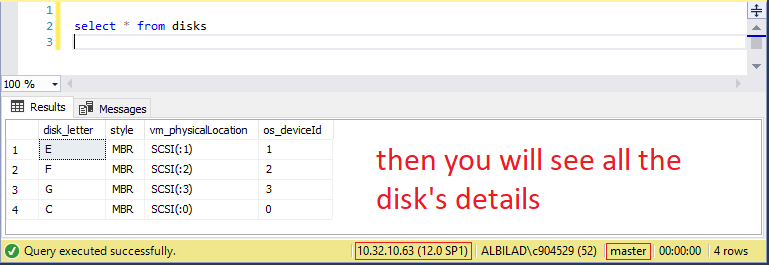 1
2 select * from disks
3
100 %
Results Messages
disk_letter style vm_physicalLocation os_deviceId
1 E MBR SCSI(:1) 1
2 F MBR SCSI(:2) 2
3 G MBR SCSI(:3) 3
4 C MBR SCSI(:0) 0
then you will see all the
disk's details
Query executed successfully. 10.32.10.63 (12.0 SP1) ALBILAD\c904529 (52) master 00:00:00 4 rows